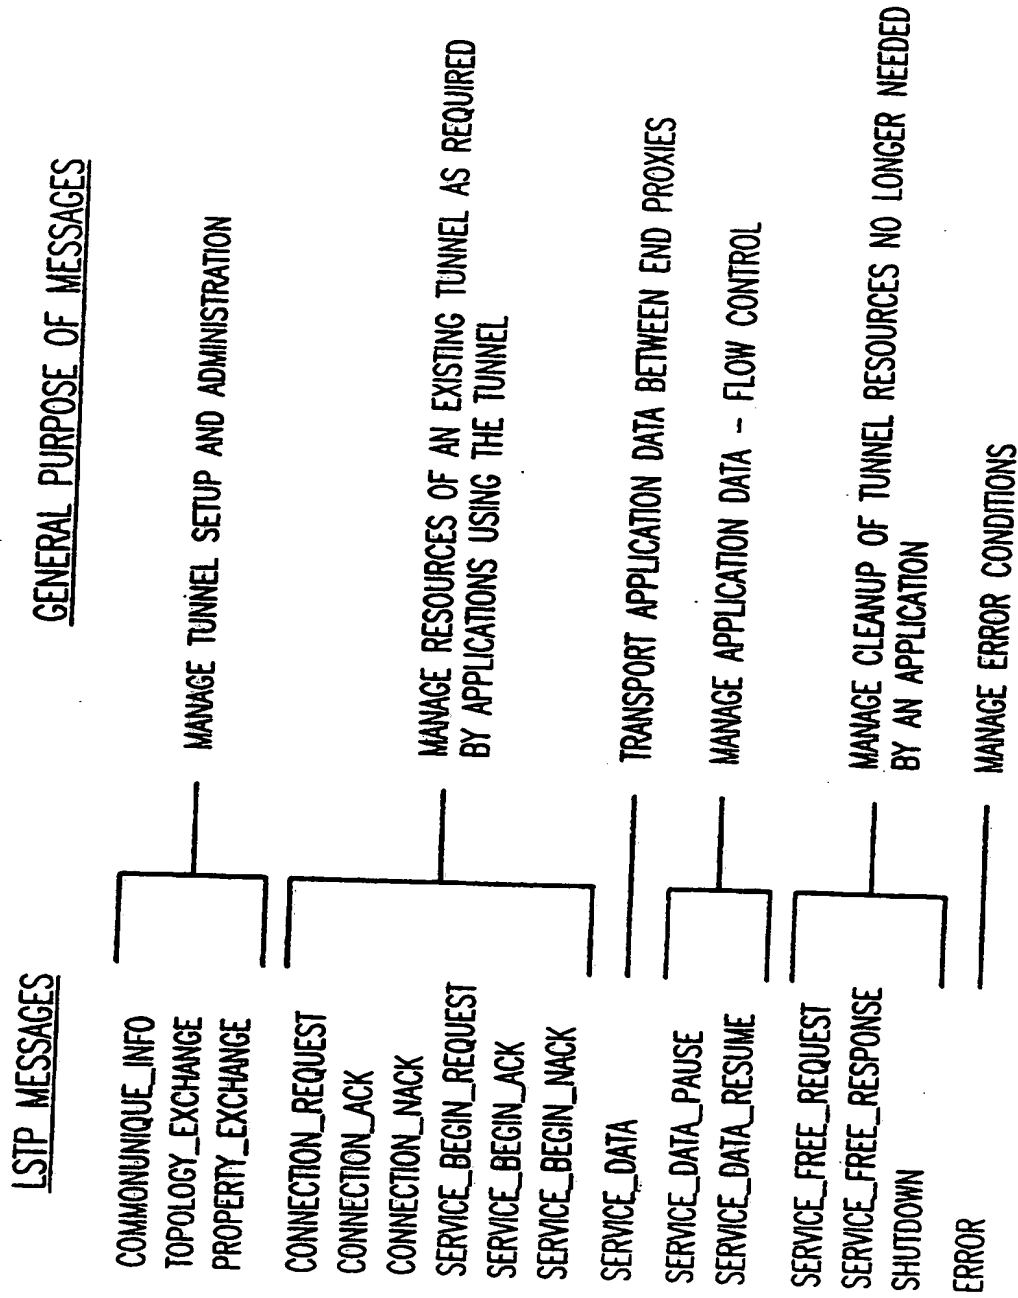 LSTP MESSAGES
COMMONUNIQUE_INFO
TOPOLOGY_EXCHANGE
PROPERTY_EXCHANGE
CONNECTION_REQUEST
CONNECTION_ACK
CONNECTION_NACK
SERVICE_BEGIN_REQUEST
SERVICE_BEGIN_ACK
SERVICE_BEGIN_NACK
SERVICE_DATA
SERVICE_DATA_PAUSE
SERVICE_DATA_RESUME
SERVICE_FREE_REQUEST
SERVICE_FREE_RESPONSE
SHUTDOWN
ERROR
GENERAL PURPOSE OF MESSAGES
MANAGE TUNNEL SETUP AND ADMINISTRATION
MANAGE RESOURCES OF AN EXISTING TUNNEL AS REQUIRED
BY APPLICATIONS USING THE TUNNEL
TRANSPORT APPLICATION DATA BETWEEN END PROXIES
MANAGE APPLICATION DATA – FLOW CONTROL
MANAGE CLEANUP OF TUNNEL RESOURCES NO LONGER NEEDED
BY AN APPLICATION
MANAGE ERROR CONDITIONS